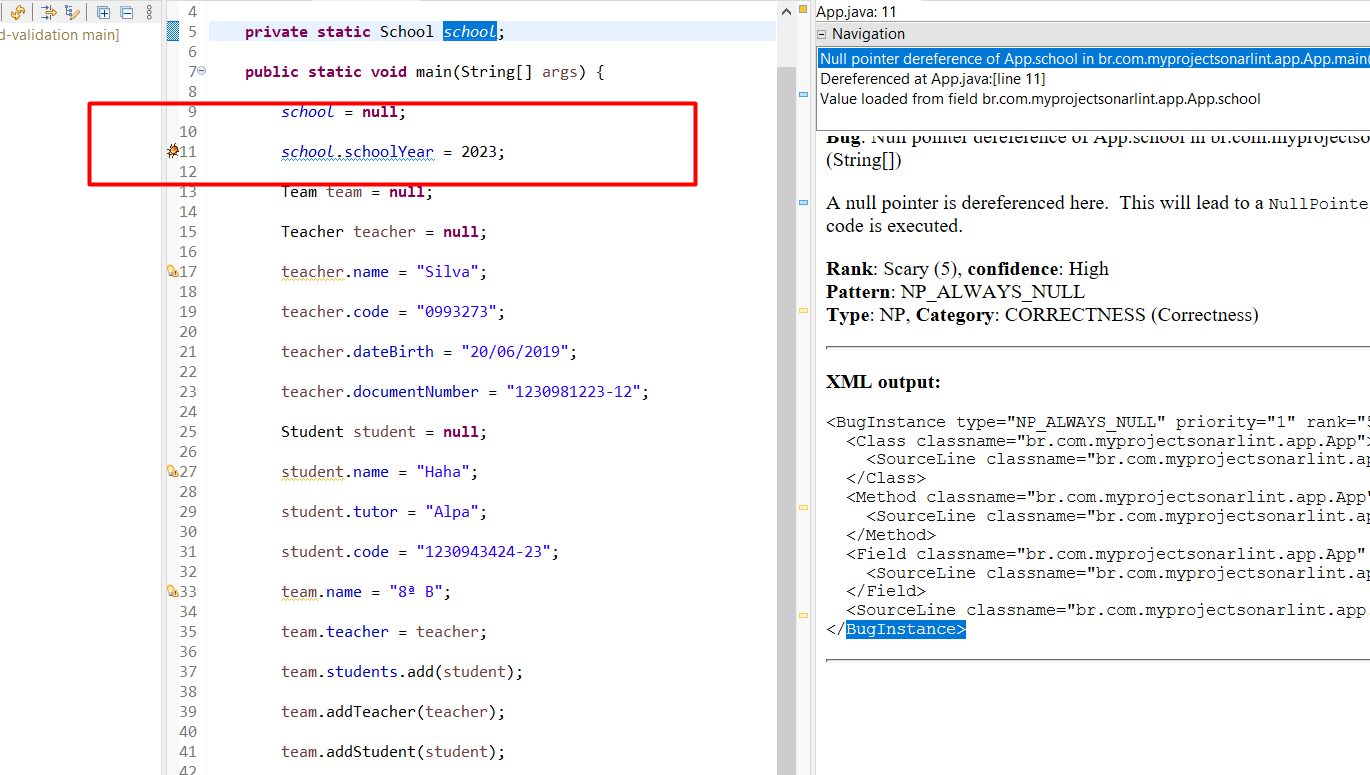 d-validation main]
4
5 private static School school;
6
7 public static void main(String[] args) {
8
9 school = null;
10
11 school.schoolYear = 2023;
12
13 Team team = null;
14
15 Teacher teacher = null;
16
17 teacher.name = "Silva";
18
19 teacher.code = "0993273";
20
21 teacher.dateBirth = "20/06/2019";
22
23 teacher.documentNumber = "1230981223-12";
24
25 Student student = null;
26
27 student.name = "Haha";
28
29 student.tutor = "Alpa";
30
31 student.code = "1230943424-23";
32
33 team.name = "8ª B";
34
35 team.teacher = teacher;
36
37 team.students.add(student);
38
39 team.addTeacher(teacher);
40
41 team.addStudent(student);
42
App.java: 11
Navigation
Null pointer dereference of App.school in br.com.myprojectsonarlint.app.App.main(
Dereferenced at App.java:[line 11]
Value loaded from field br.com.myprojectsonarlint.app.App.school
Bug: Null pointer dereference of App.school in br.com.myprojectso
(String[])
A null pointer is dereferenced here. This will lead to a NullPointe
code is executed.
Rank: Scary (5), confidence: High
Pattern: NP_ALWAYS_NULL
Type: NP, Category: CORRECTNESS (Correctness)
XML output:
<BugInstance type="NP_ALWAYS_NULL" priority="1" rank="5
<Class classname="br.com.myprojectsonarlint.app.App">
<SourceLine classname="br.com.myprojectsonarlint.ap
</Class>
<Method classname="br.com.myprojectsonarlint.app.App"
<SourceLine classname="br.com.myprojectsonarlint.ap
</Method>
<Field classname="br.com.myprojectsonarlint.app.App"
<SourceLine classname="br.com.myprojectsonarlint.ap
</Field>
<SourceLine classname="br.com.myprojectsonarlint.app.
</BugInstance>